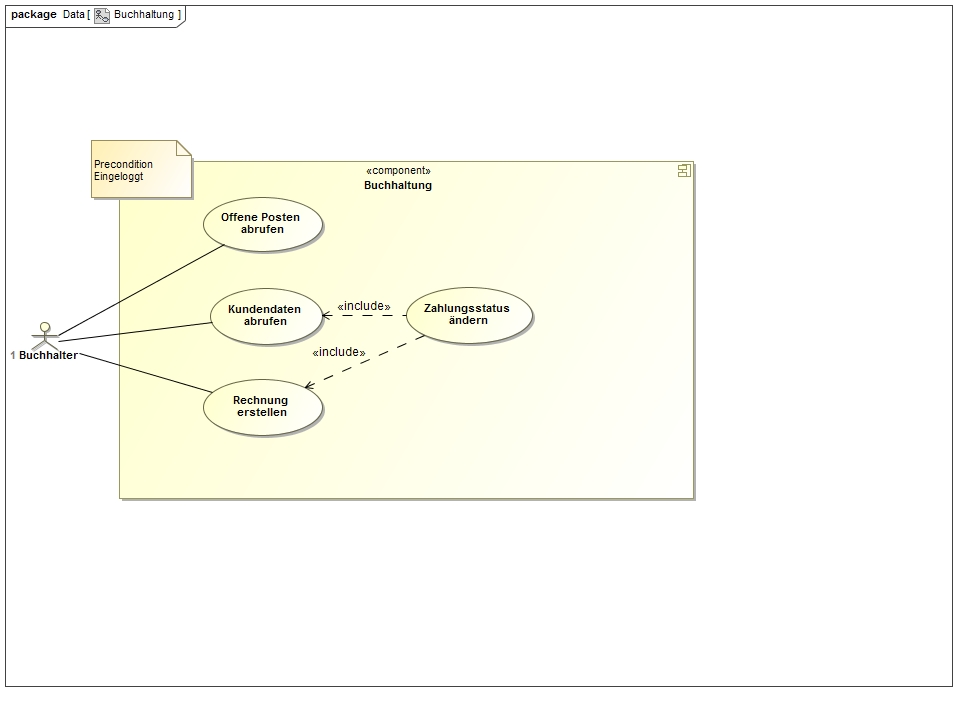 package Data [ Buchhaltung ]
Precondition
Eingeloggt
«component»
Buchhaltung
Offene Posten
abrufen
Kundendaten
abrufen
«include»
Zahlungsstatus
ändern
«include»
1 Buchhalter
Rechnung
erstellen